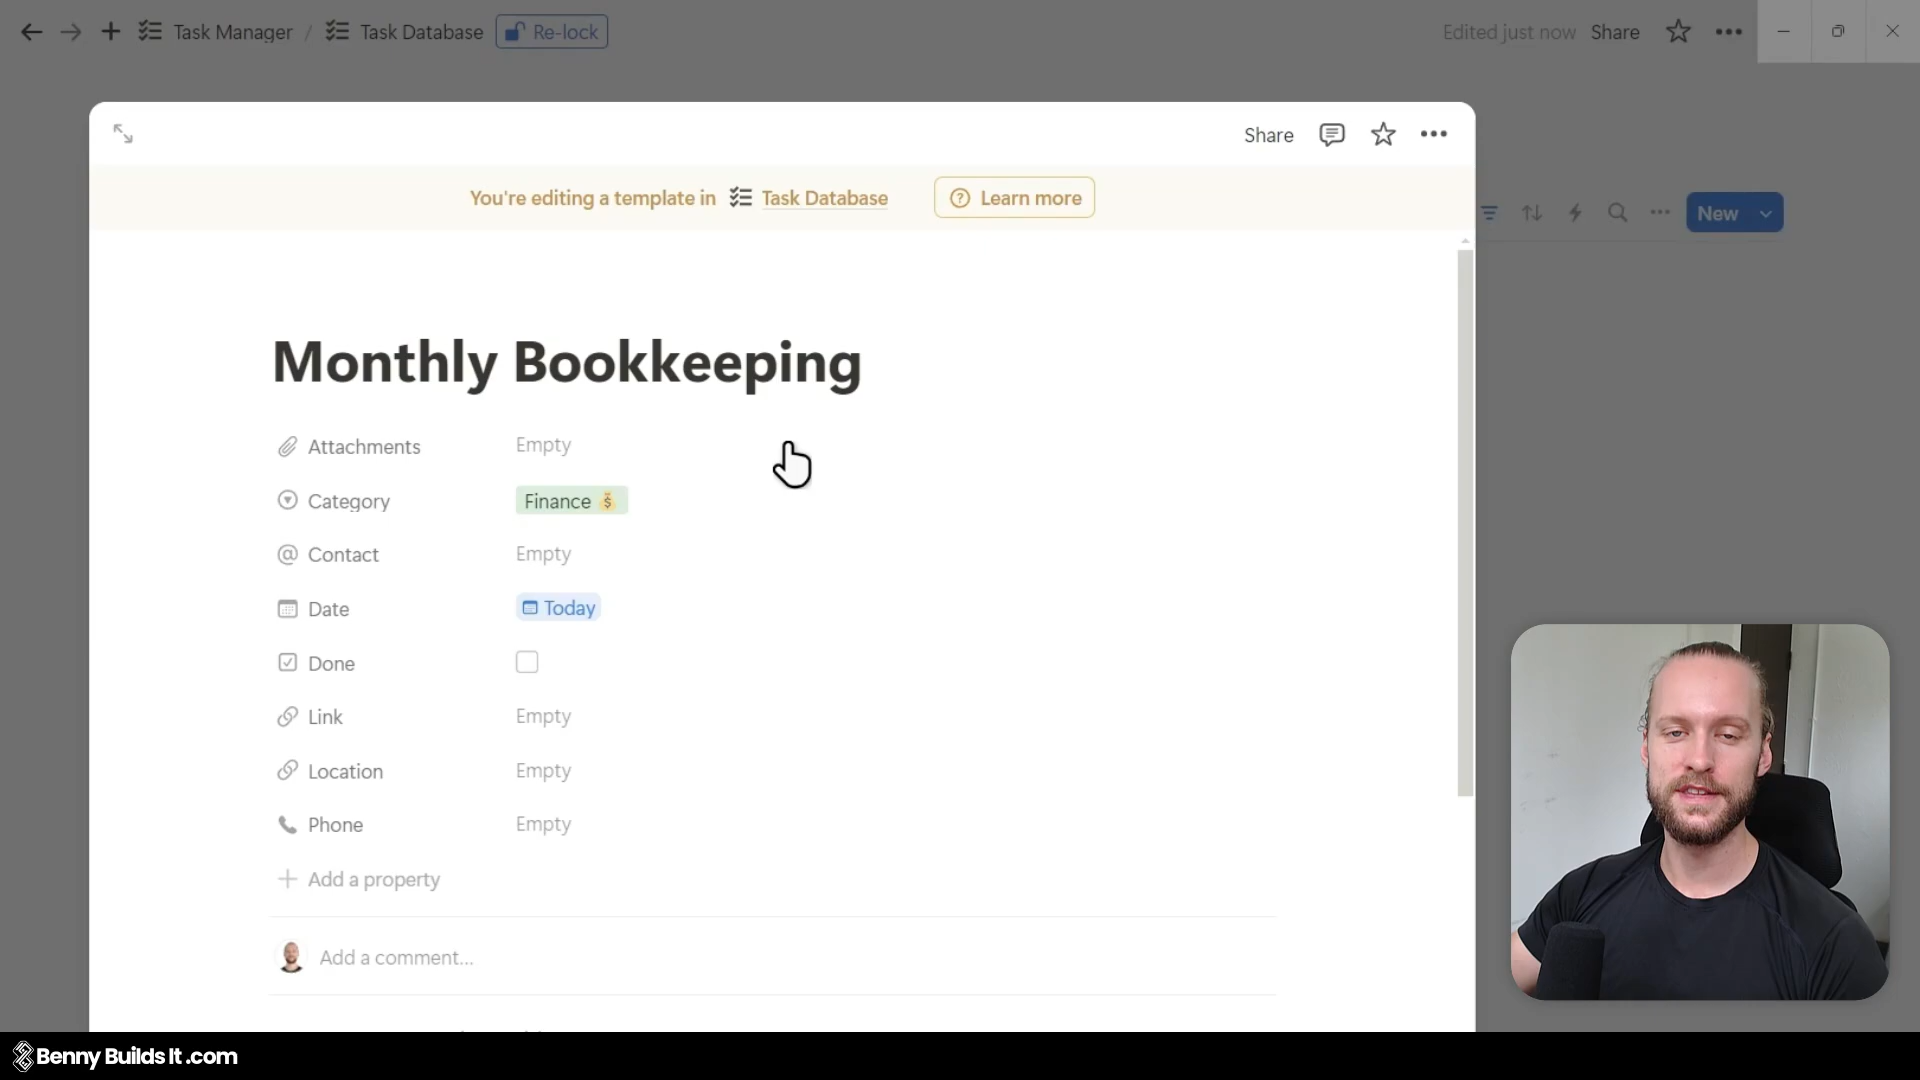 Task Manager / Task Database Re-lock Edited just now Share
Share
You're editing a template in Task Database Learn more
New
Monthly Bookkeeping
Attachments Empty
Category Finance 💰
Contact Empty
Date Today
Done
Link Empty
Location Empty
Phone Empty
Add a property
Add a comment...
Benny Builds It .com